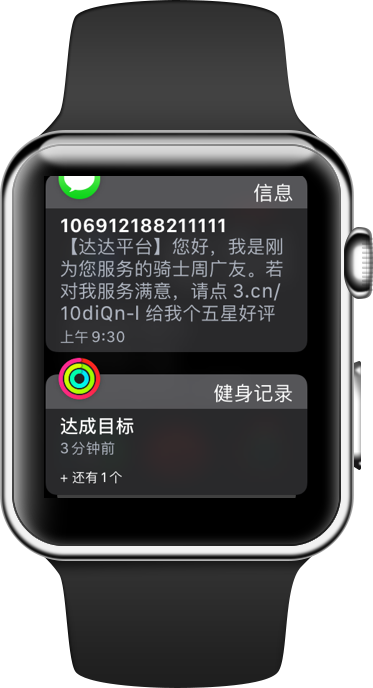 信息
106912188211111
【达达平台】您好，我是刚
为您服务的骑士周广友。若
对我服务满意，请点 3.cn/
10diQn-l 给我个五星好评
上午 9:30
健身记录
达成目标
3 分钟前
+ 还有 1 个